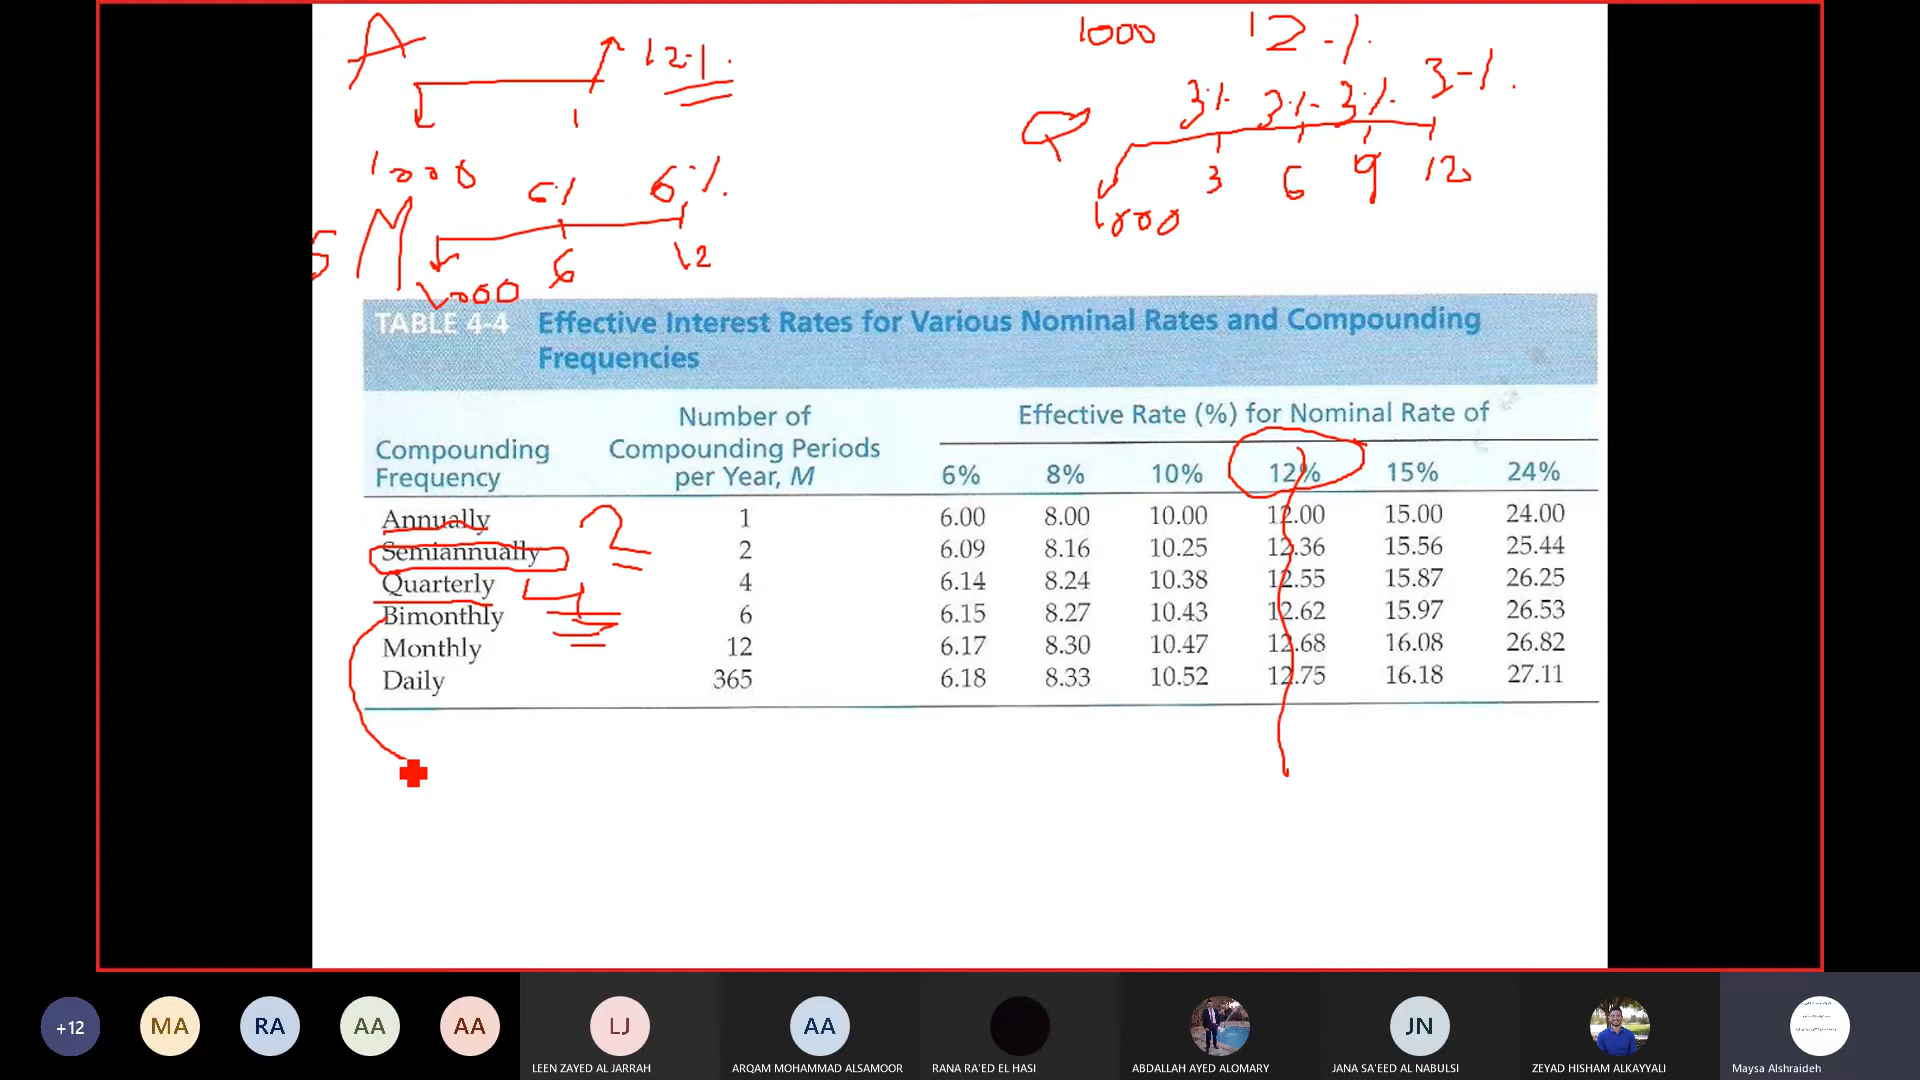 A
12%
1
1000
1000 12%
Q 3% 3% 3% 3%
3 6 9 12
1000
6% 6%
6 12
1000
TABLE 4-4 Effective Interest Rates for Various Nominal Rates and Compounding
Frequencies
Compounding Frequency Number of Compounding Periods per Year, M Effective Rate (%) for Nominal Rate of
6% 8% 10% 12% 15% 24%
Annually 1 6.00 8.00 10.00 12.00 15.00 24.00
2
Semiannually 2 6.09 8.16 10.25 12.36 15.56 25.44
Quarterly 4 6.14 8.24 10.38 12.55 15.87 26.25
4
Bimonthly 6 6.15 8.27 10.43 12.62 15.97 26.53
Monthly 12 6.17 8.30 10.47 12.68 16.08 26.82
Daily 365 6.18 8.33 10.52 12.75 16.18 27.11
+12 MA RA AA AA LJ AA JN
LEEN ZAYED AL JARRAH ARQAM MOHAMMAD ALSAMOOR RANA RA'ED EL HASI ABDALLAH AYED ALOMARY JANA SA'EED AL NABULSI ZEYAD HISHAM ALKAYYALI Maysa Alshraideh